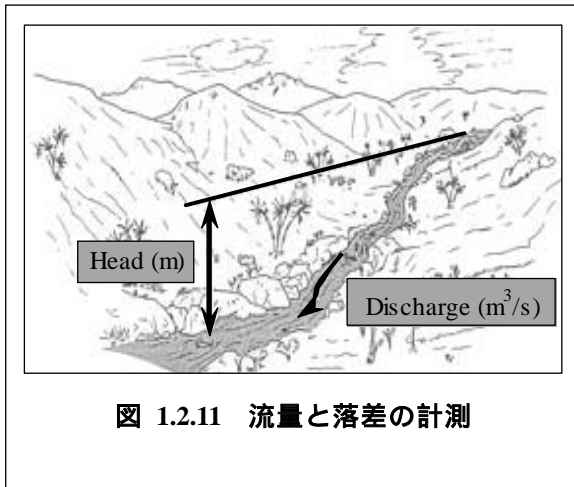 Head (m)
Discharge (m³/s)
図 1.2.11 流量と落差の計測